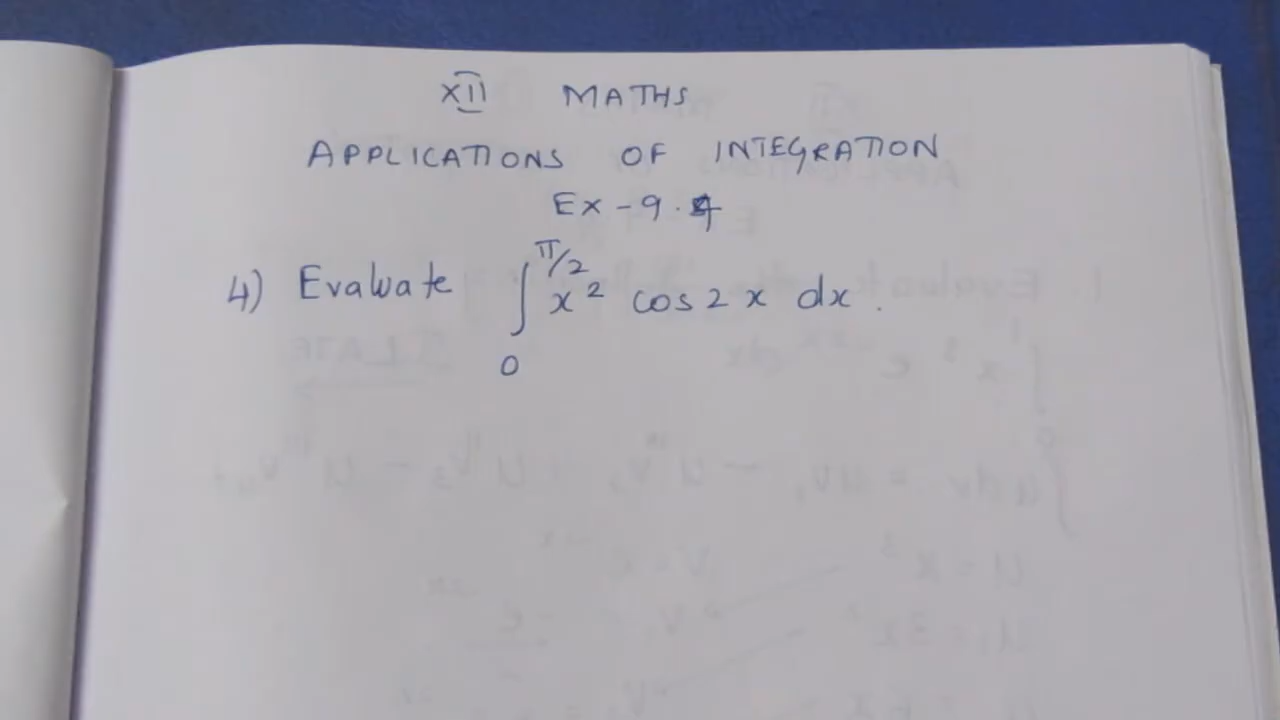 XII MATHS
APPLICATIONS OF INTEGRATION
Ex - 9.4
4) Evaluate ∫₀^{π/2} x² cos 2x dx.